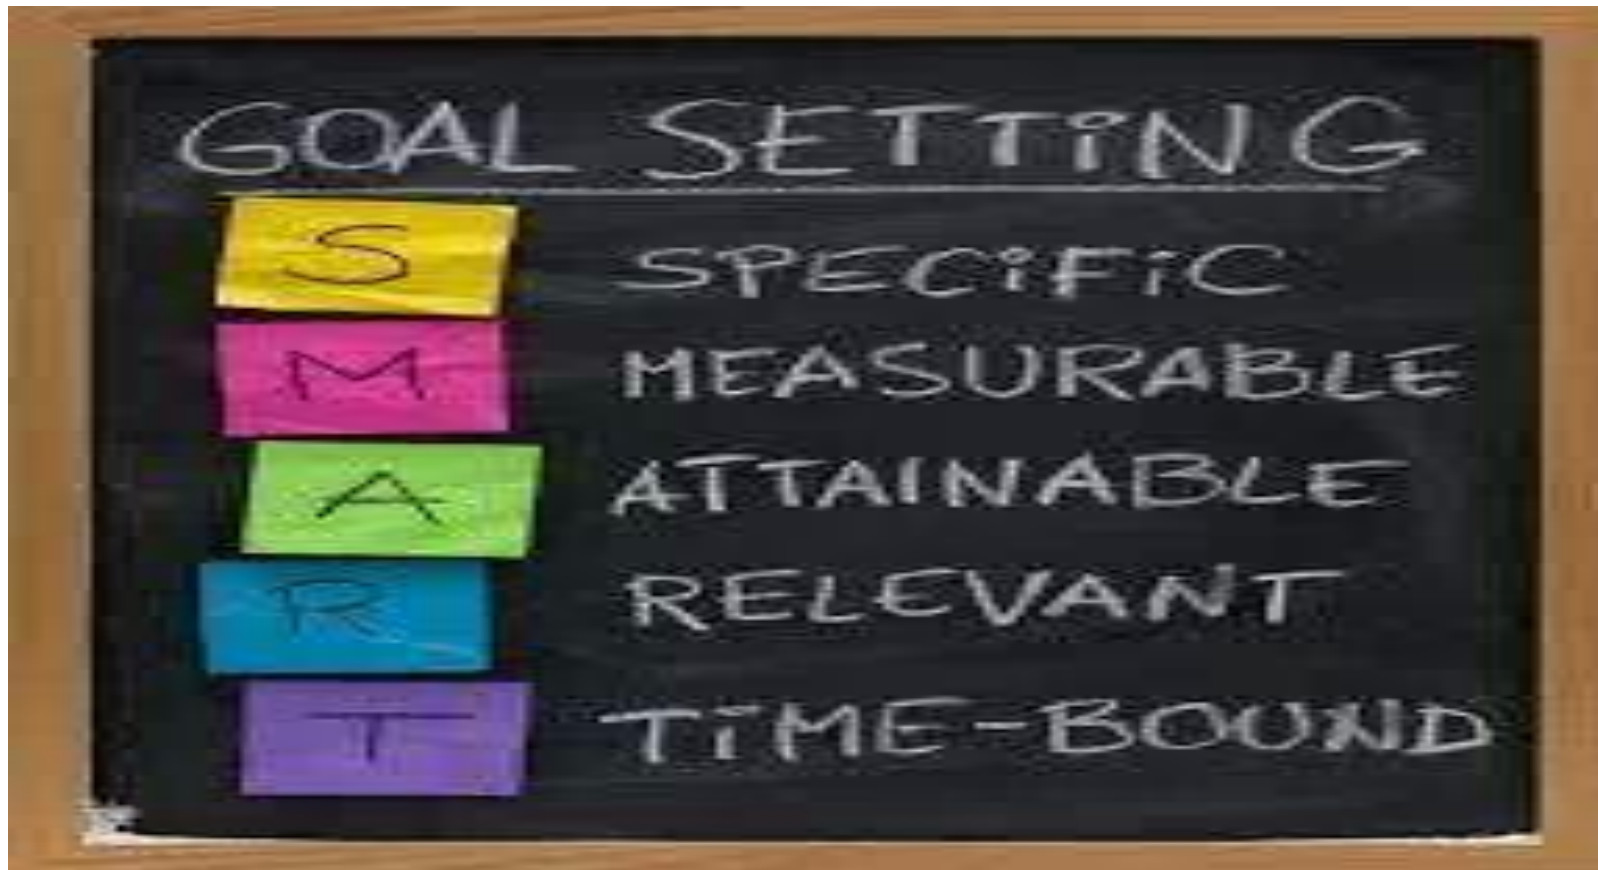 GOAL SETTING
S SPECiFiC
M MEASURABLE
A ATTAINABLE
R RELEVANT
T TiME-BOUND